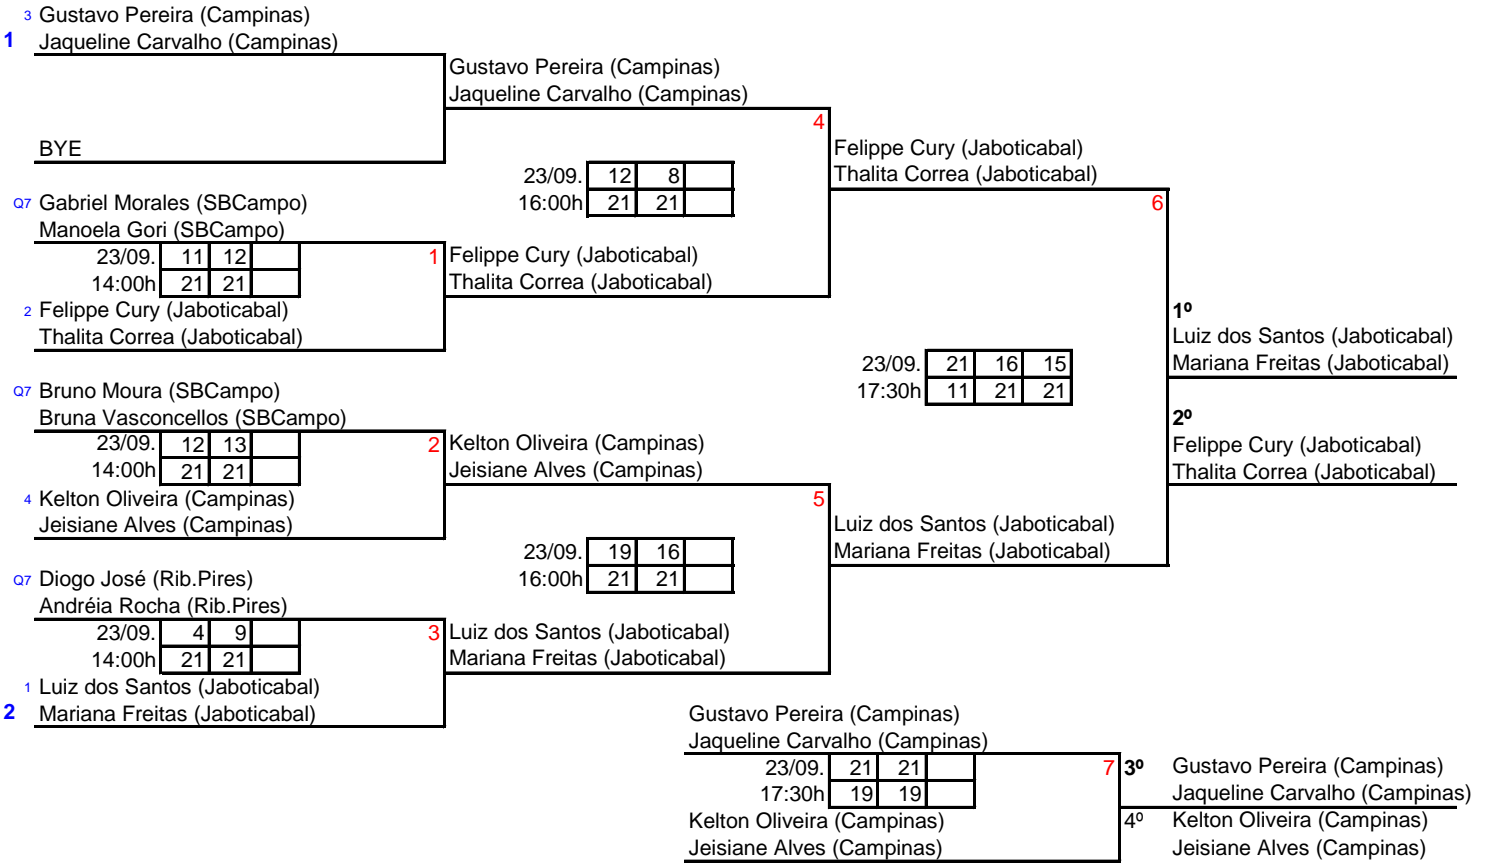 3 Gustavo Pereira (Campinas)
1 Jaqueline Carvalho (Campinas)
Gustavo Pereira (Campinas)
Jaqueline Carvalho (Campinas)
4
BYE
Felippe Cury (Jaboticabal)
Thalita Correa (Jaboticabal)
23/09. 12 8
16:00h 21 21
6
Q7 Gabriel Morales (SBCampo)
Manoela Gori (SBCampo)
23/09. 11 12
14:00h 21 21
1
Felippe Cury (Jaboticabal)
Thalita Correa (Jaboticabal)
2 Felippe Cury (Jaboticabal)
Thalita Correa (Jaboticabal)
1º
Luiz dos Santos (Jaboticabal)
Mariana Freitas (Jaboticabal)
23/09. 21 16 15
17:30h 11 21 21
Q7 Bruno Moura (SBCampo)
Bruna Vasconcellos (SBCampo)
2º
Felippe Cury (Jaboticabal)
Thalita Correa (Jaboticabal)
23/09. 12 13
14:00h 21 21
2
Kelton Oliveira (Campinas)
Jeisiane Alves (Campinas)
4 Kelton Oliveira (Campinas)
Jeisiane Alves (Campinas)
5
Luiz dos Santos (Jaboticabal)
Mariana Freitas (Jaboticabal)
23/09. 19 16
16:00h 21 21
Q7 Diogo José (Rib.Pires)
Andréia Rocha (Rib.Pires)
23/09. 4 9
14:00h 21 21
3
Luiz dos Santos (Jaboticabal)
Mariana Freitas (Jaboticabal)
1 Luiz dos Santos (Jaboticabal)
2 Mariana Freitas (Jaboticabal)
Gustavo Pereira (Campinas)
Jaqueline Carvalho (Campinas)
23/09. 21 21
17:30h 19 19
7
3º Gustavo Pereira (Campinas)
Jaqueline Carvalho (Campinas)
Kelton Oliveira (Campinas)
Jeisiane Alves (Campinas)
4º Kelton Oliveira (Campinas)
Jeisiane Alves (Campinas)